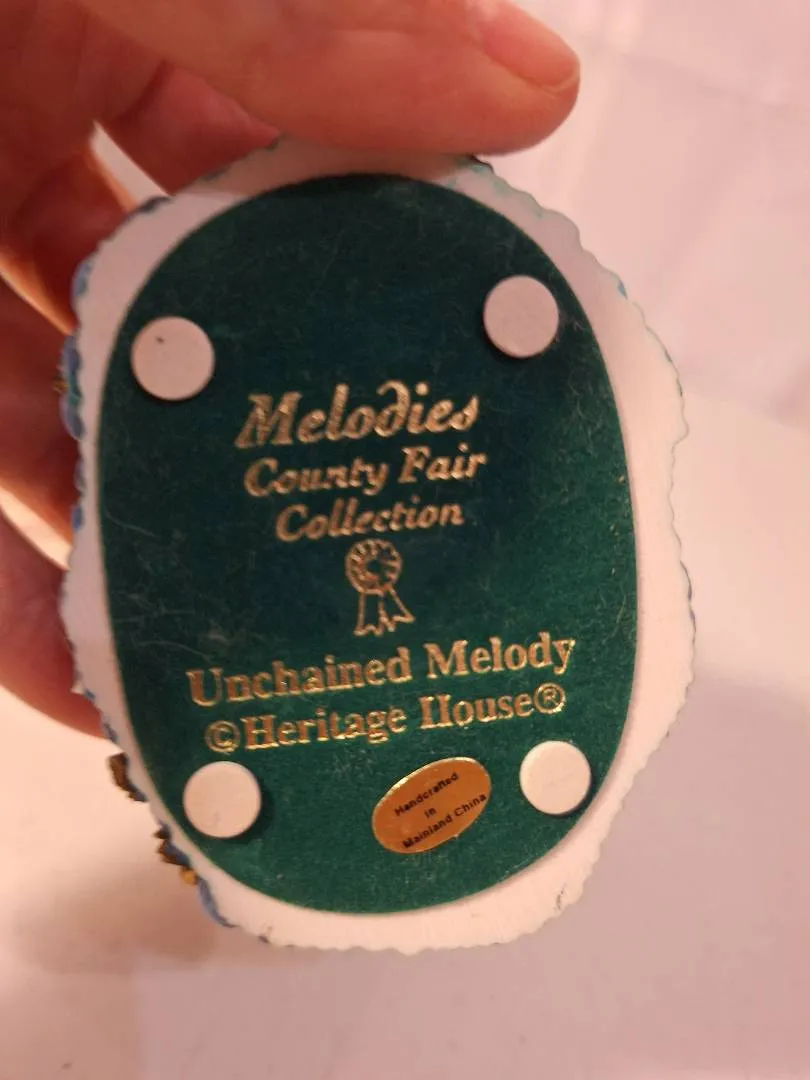 Melodies
County Fair
Collection
Unchained Melody
©Heritage House®
Handcrafted
in
Mainland China